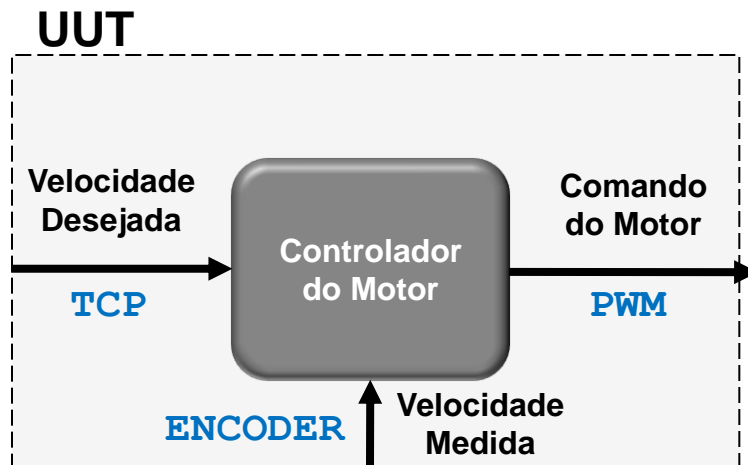 UUT
Velocidade
Desejada
TCP
Controlador
do Motor
Comando
do Motor
PWM
ENCODER
Velocidade
Medida